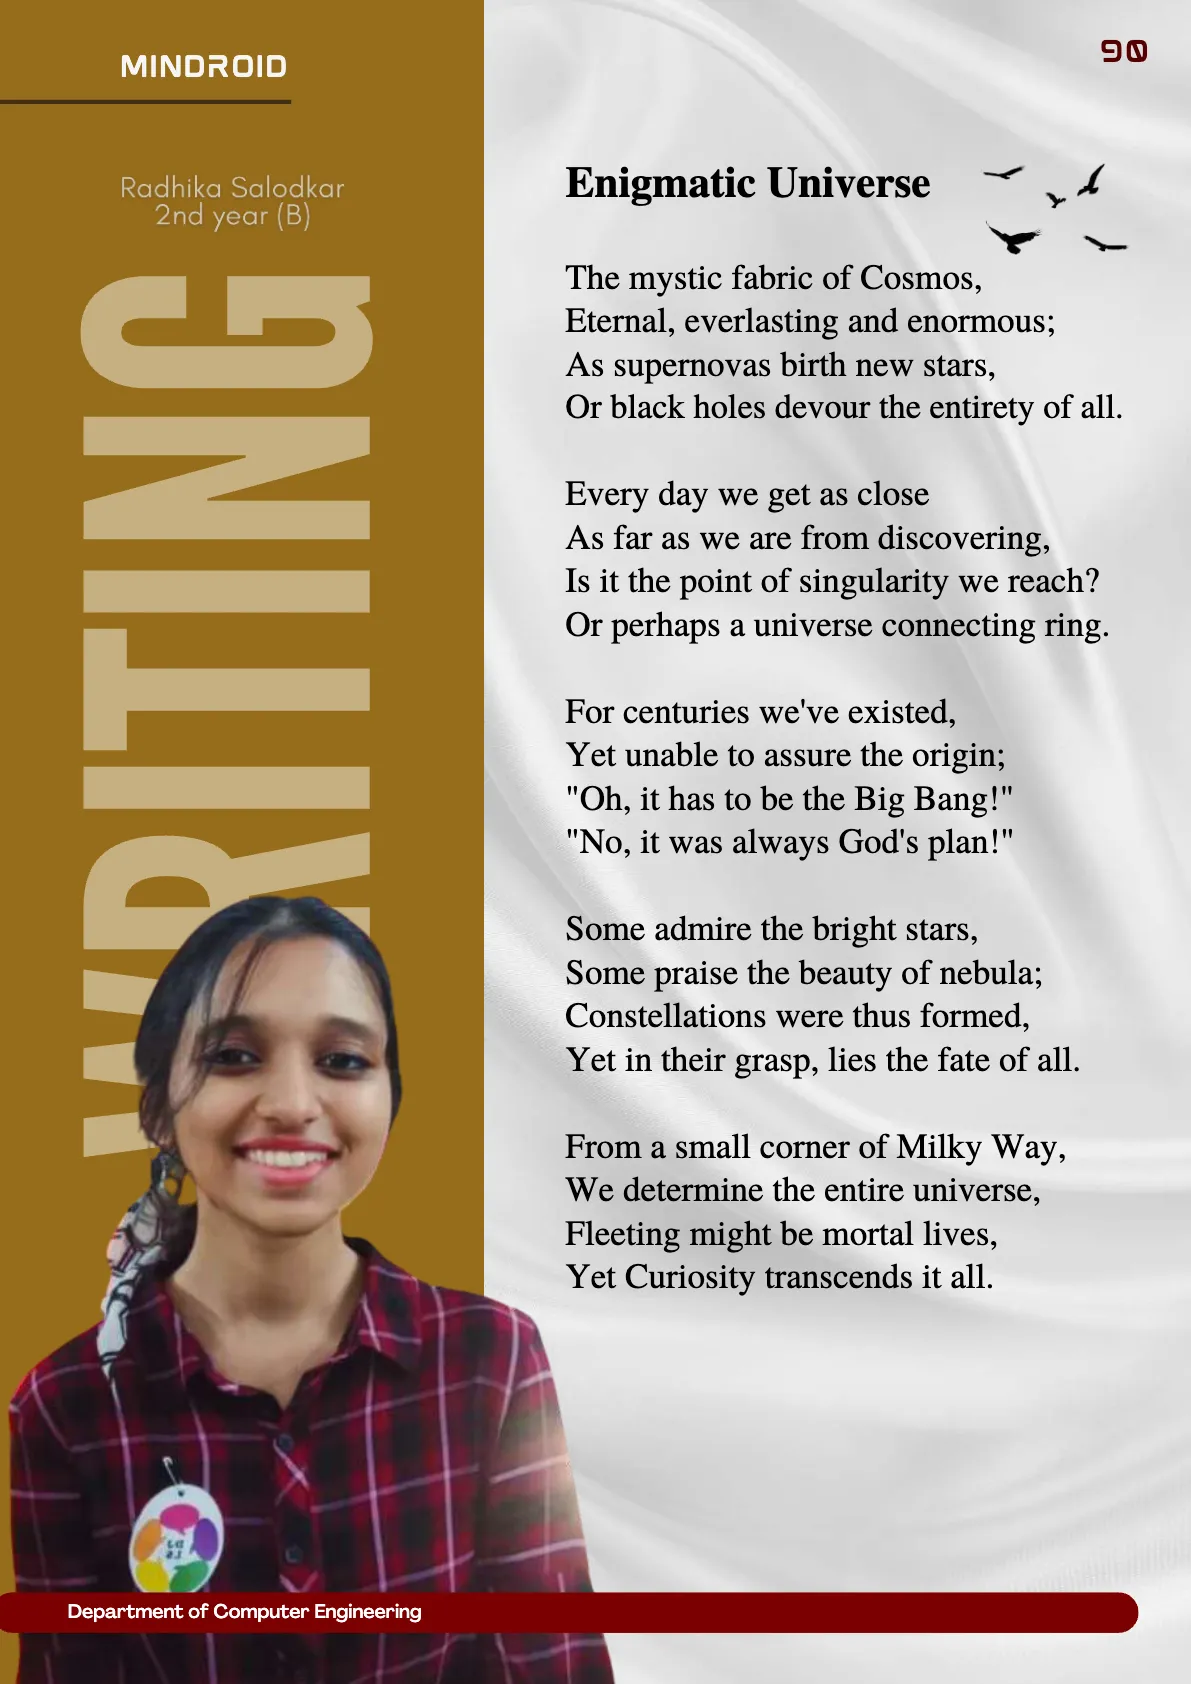 MINDROID
90
Radhika Salodkar
2nd year (B)
WRITING
Enigmatic Universe
The mystic fabric of Cosmos,
Eternal, everlasting and enormous;
As supernovas birth new stars,
Or black holes devour the entirety of all.
Every day we get as close
As far as we are from discovering,
Is it the point of singularity we reach?
Or perhaps a universe connecting ring.
For centuries we've existed,
Yet unable to assure the origin;
"Oh, it has to be the Big Bang!"
"No, it was always God's plan!"
Some admire the bright stars,
Some praise the beauty of nebula;
Constellations were thus formed,
Yet in their grasp, lies the fate of all.
From a small corner of Milky Way,
We determine the entire universe,
Fleeting might be mortal lives,
Yet Curiosity transcends it all.
Department of Computer Engineering